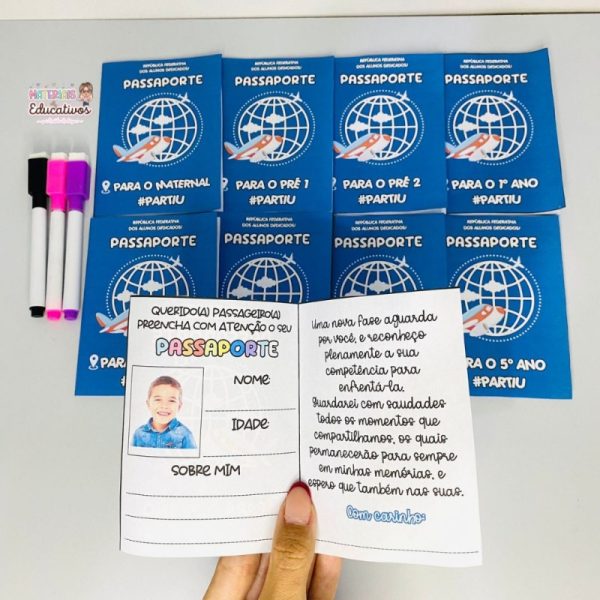 MATERIAIS
Educativos
REPÚBLICA FEDERATIVA
DOS ALUNOS DEDICADOS!
PASSAPORTE
PARA O MATERNAL
#PARTIU
REPÚBLICA FEDERATIVA
DOS ALUNOS DEDICADOS!
PASSAPORTE
PARA O PRÉ 1
#PARTIU
REPÚBLICA FEDERATIVA
DOS ALUNOS DEDICADOS!
PASSAPORTE
PARA O PRÉ 2
#PARTIU
REPÚBLICA FEDERATIVA
DOS ALUNOS DEDICADOS!
PASSAPORTE
PARA O 1º ANO
#PARTIU
REPÚBLICA FEDERATIVA
DOS ALUNOS DEDICADOS!
PASSAPORTE
PARA
REPÚBLICA FEDERATIVA
DOS ALUNOS DEDICADOS!
PASSAPORTE
REPÚBLICA FEDERATIVA
DOS ALUNOS DEDICADOS!
PASSAPORTE
REPÚBLICA FEDERATIVA
DOS ALUNOS DEDICADOS!
PASSAPORTE
PARA O 5º ANO
#PARTIU
QUERIDO(A) PASSAGEIRO(A)
PREENCHA COM ATENÇÃO O SEU
PASSAPORTE
NOME
IDADE:
SOBRE MIM
Uma nova fase aguarda
por você, e reconheço
plenamente a sua
competência para
enfrentá-la.
Guardarei com saudades
todos os momentos que
compartilhamos, os quais
permanecerão para sempre
em minhas memórias, e
espero que também nas suas.
Com carinho: